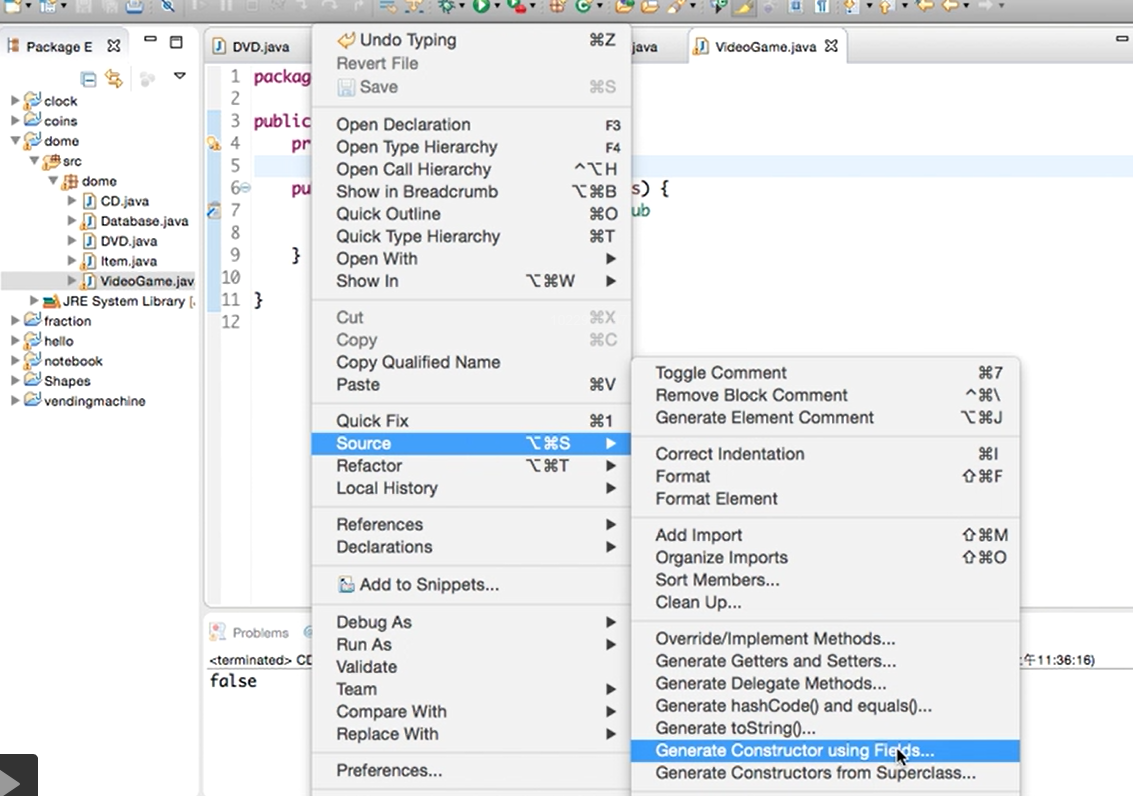 Package E
DVD.java
java
VideoGame.java
clock
coins
dome
src
dome
CD.java
Database.java
DVD.java
Item.java
VideoGame.jav
JRE System Library [
fraction
hello
notebook
Shapes
vendingmachine
1 packag
2
3 public
4 pr
5
6 pu s) {
7 ub
8
9 }
10
11 }
12
Undo Typing ⌘Z
Revert File
Save ⌘S
Open Declaration F3
Open Type Hierarchy F4
Open Call Hierarchy ^⌥H
Show in Breadcrumb ⌥⌘B
Quick Outline ⌘O
Quick Type Hierarchy ⌘T
Open With
Show In ⌥⌘W
Cut ⌘X
Copy ⌘C
Copy Qualified Name
Paste ⌘V
Quick Fix ⌘1
Source ⌥⌘S
Refactor ⌥⌘T
Local History
References
Declarations
Add to Snippets...
Debug As
Run As
Validate
Team
Compare With
Replace With
Preferences...
Toggle Comment ⌘7
Remove Block Comment ^⌘\
Generate Element Comment ⌥⌘J
Correct Indentation ⌘I
Format ⇧⌘F
Format Element
Add Import ⇧⌘M
Organize Imports ⇧⌘O
Sort Members...
Clean Up...
Override/Implement Methods...
Generate Getters and Setters...
Generate Delegate Methods...
Generate hashCode() and equals()...
Generate toString()...
Generate Constructor using Fields...
Generate Constructors from Superclass...
Problems
<terminated> CD 午11:36:16)
false